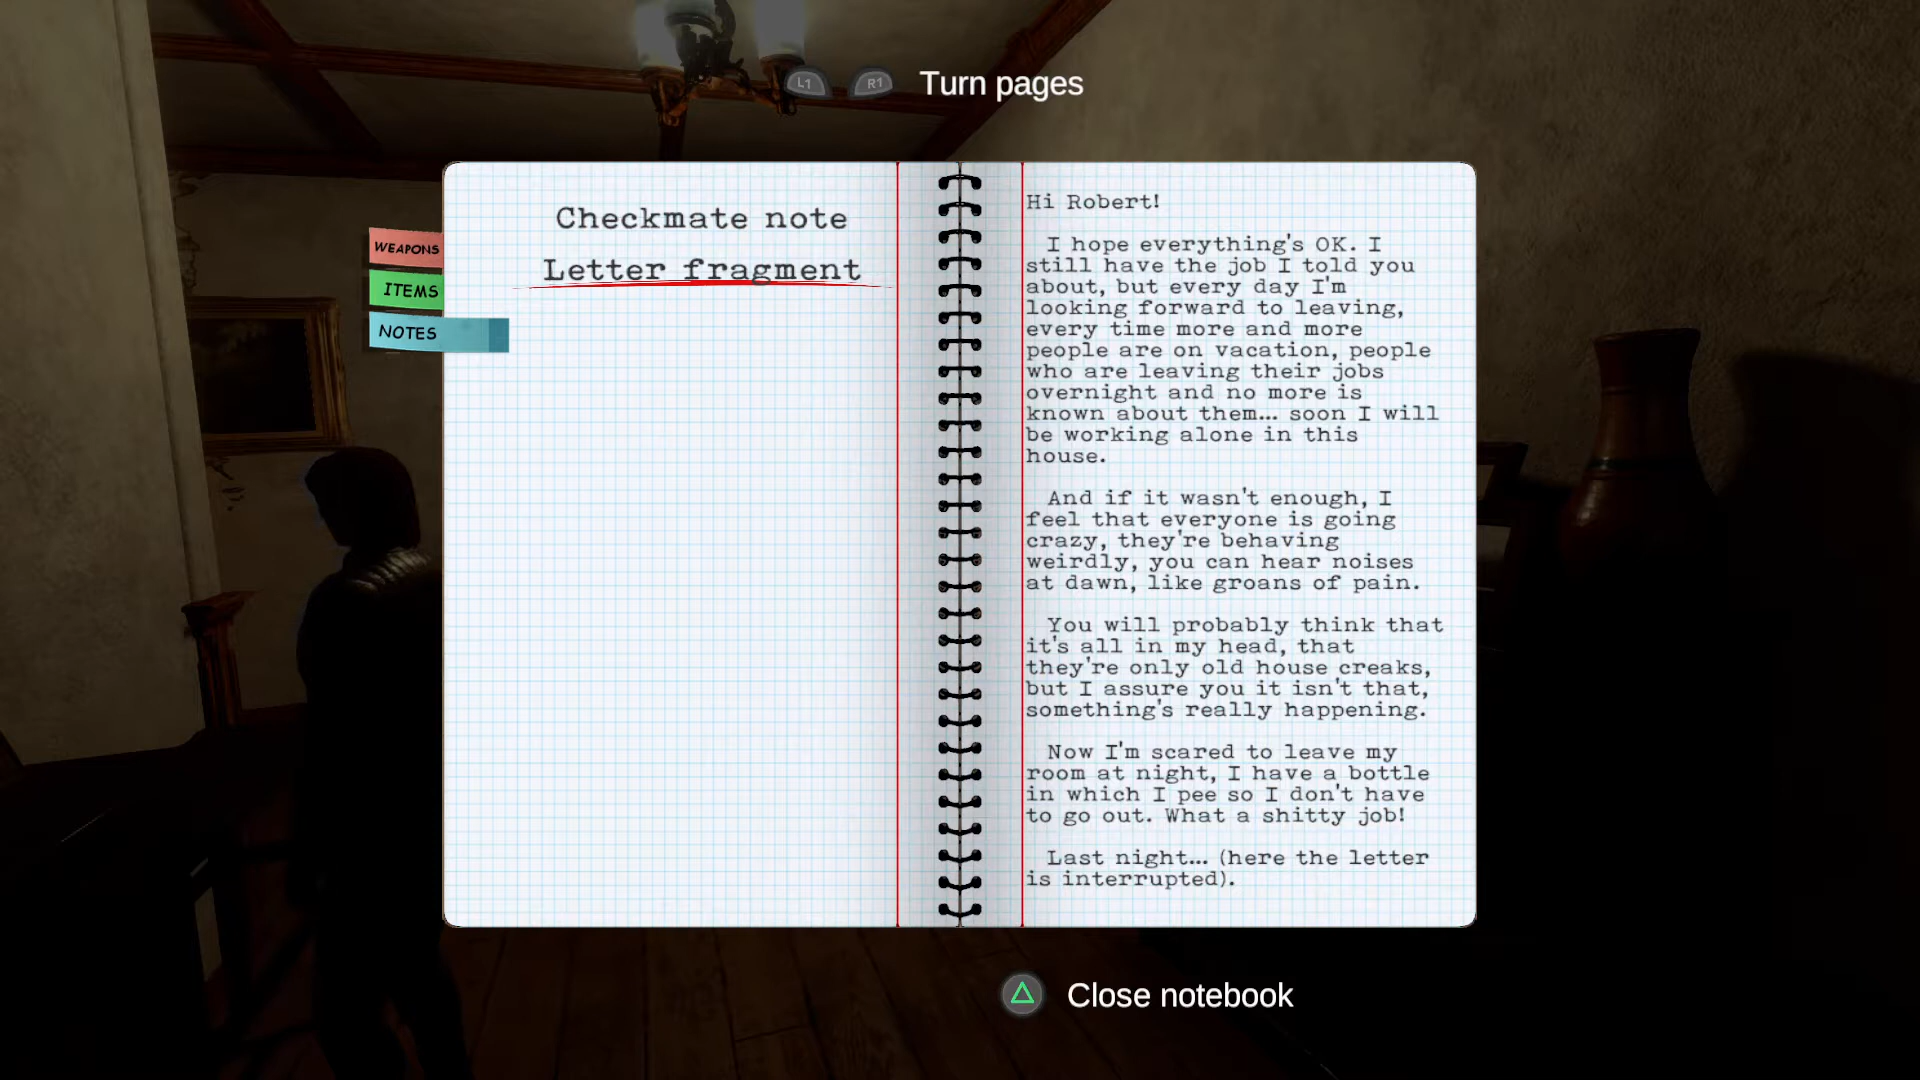 L1 R1 Turn pages
WEAPONS
ITEMS
NOTES
Checkmate note
Letter fragment
Hi Robert!
I hope everything's OK. I
still have the job I told you
about, but every day I'm
looking forward to leaving,
every time more and more
people are on vacation, people
who are leaving their jobs
overnight and no more is
known about them... soon I will
be working alone in this
house.
And if it wasn't enough, I
feel that everyone is going
crazy, they're behaving
weirdly, you can hear noises
at dawn, like groans of pain.
You will probably think that
it's all in my head, that
they're only old house creaks,
but I assure you it isn't that,
something's really happening.
Now I'm scared to leave my
room at night, I have a bottle
in which I pee so I don't have
to go out. What a shitty job!
Last night... (here the letter
is interrupted).
Close notebook